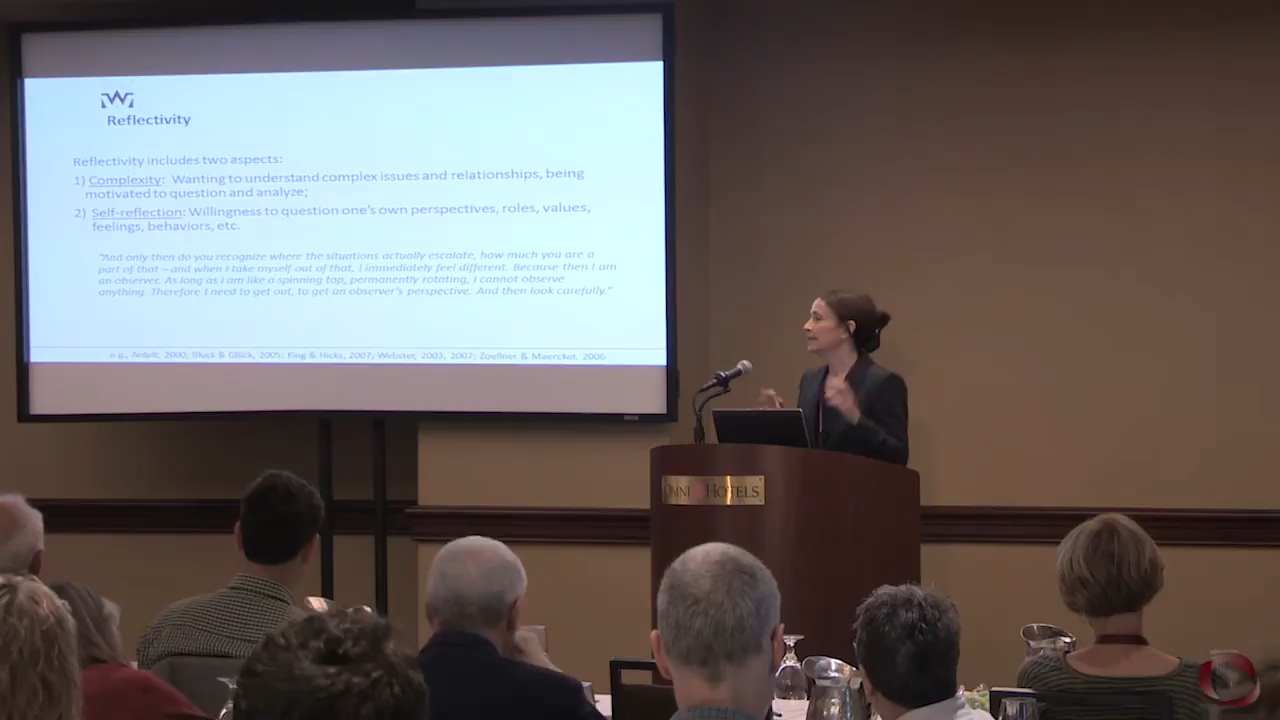 W
Reflectivity
Reflectivity includes two aspects:
1) Complexity: Wanting to understand complex issues and relationships, being
motivated to question and analyze;
2) Self-reflection: Willingness to question one's own perspectives, roles, values,
feelings, behaviors, etc.
"And only then do you recognize where the situations actually escalate, how much you are a
part of that – and when I take myself out of that, I immediately feel different. Because then I am
an observer. As long as I am like a spinning top, permanently rotating, I cannot observe
anything. Therefore I need to get out, to get an observer's perspective. And then look carefully."
e.g., Ardelt, 2000; Bluck & Glück, 2005; King & Hicks, 2007; Webster, 2003, 2007; Zoellner & Maercker, 2006
OMNI HOTELS